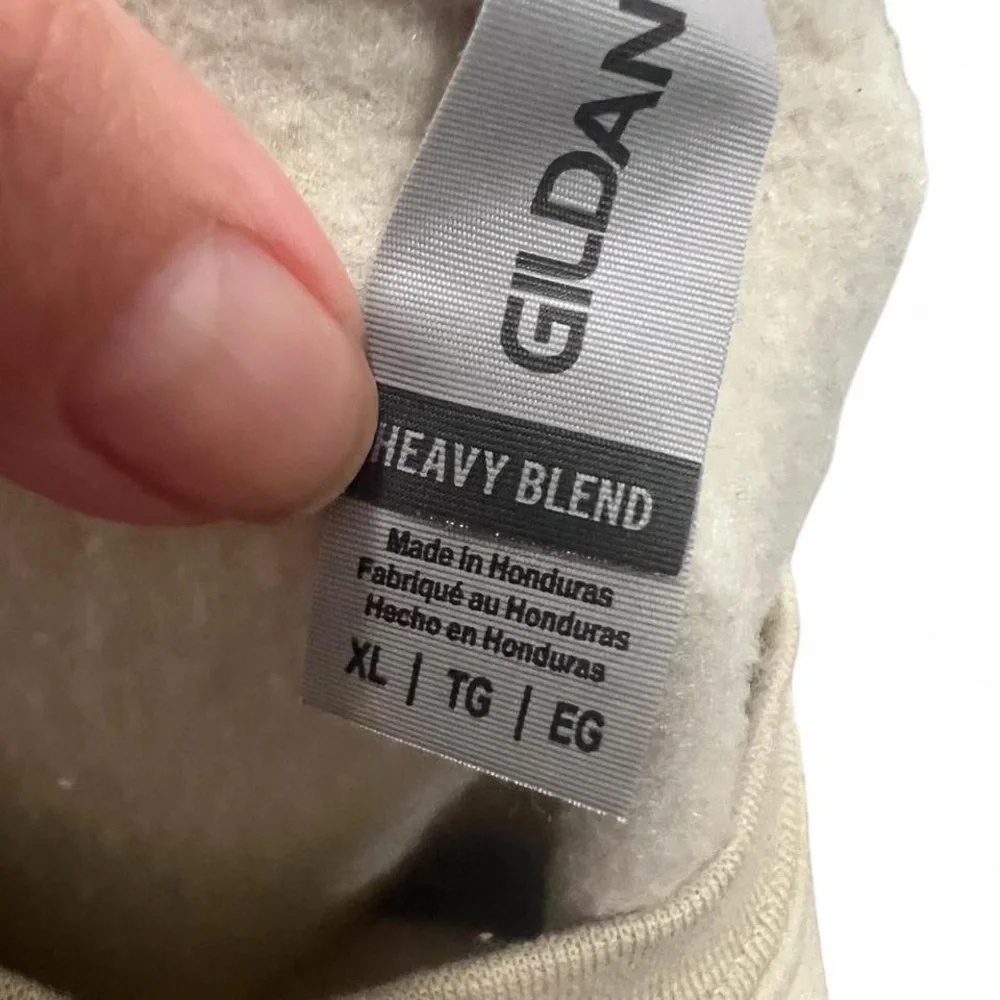 GILDAN
HEAVY BLEND
Made in Honduras
Fabriqué au Honduras
Hecho en Honduras
XL | TG | EG